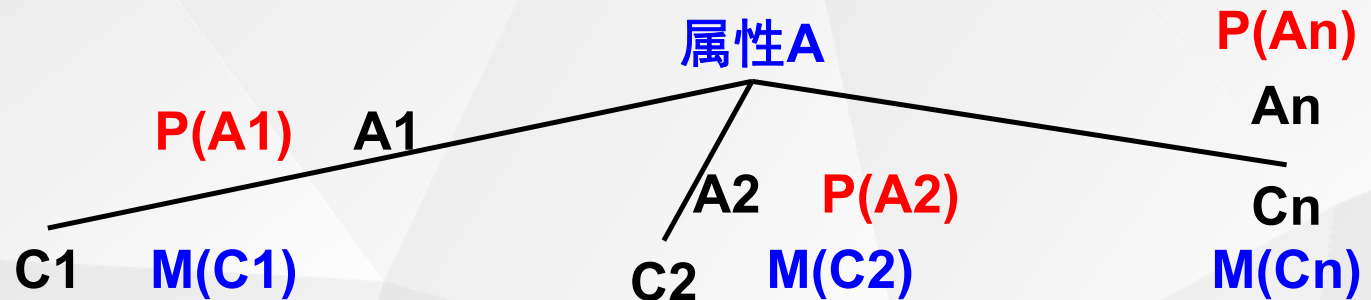 属性A
P(An)
An
P(A1) A1
A2 P(A2)
Cn
C1 M(C1)
C2 M(C2)
M(Cn)